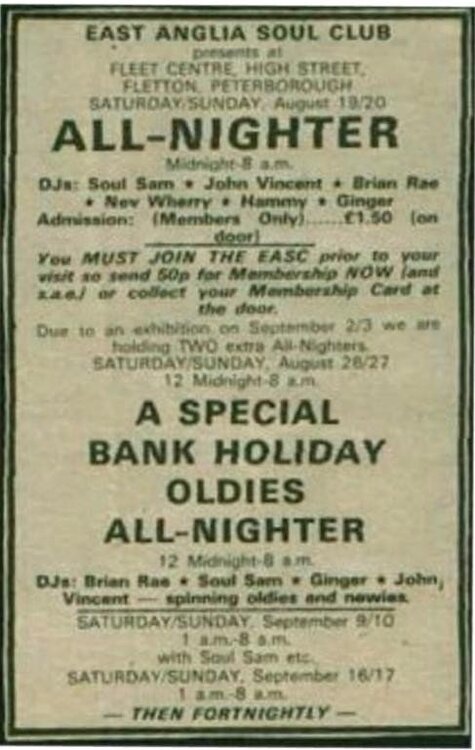 EAST ANGLIA SOUL CLUB
presents at
FLEET CENTRE, HIGH STREET,
FLETTON, PETERBOROUGH
SATURDAY/SUNDAY, August 19/20
ALL-NIGHTER
Midnight-8 a.m.
DJs: Soul Sam ★ John Vincent ★ Brian Rae
★ Nev Wherry ★ Hammy ★ Ginger
Admission: (Members Only)......£1.50 (on
door)
You MUST JOIN THE EASC prior to your
visit so send 50p for Membership NOW (and
s.a.e.) or collect your Membership Card at
the door.
Due to an exhibition on September 2/3 we are
holding TWO extra All-Nighters.
SATURDAY/SUNDAY, August 26/27
12 Midnight-8 a.m.
A SPECIAL
BANK HOLIDAY
OLDIES
ALL-NIGHTER
12 Midnight-8 a.m.
DJs: Brian Rae ★ Soul Sam ★ Ginger ★ John
Vincent — spinning oldies and newies.
SATURDAY/SUNDAY, September 9/10
1 a.m.-8 a.m.
with Soul Sam etc.
SATURDAY/SUNDAY, September 16/17
1 a.m.-8 a.m.
— THEN FORTNIGHTLY —